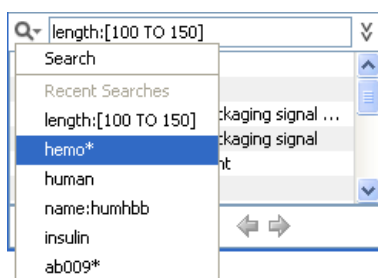 length:[100 TO 150]
Search
Recent Searches
length:[100 TO 150]
ckaging signal ...
hemo*
ckaging signal
human
nt
name:humhbb
insulin
ab009*